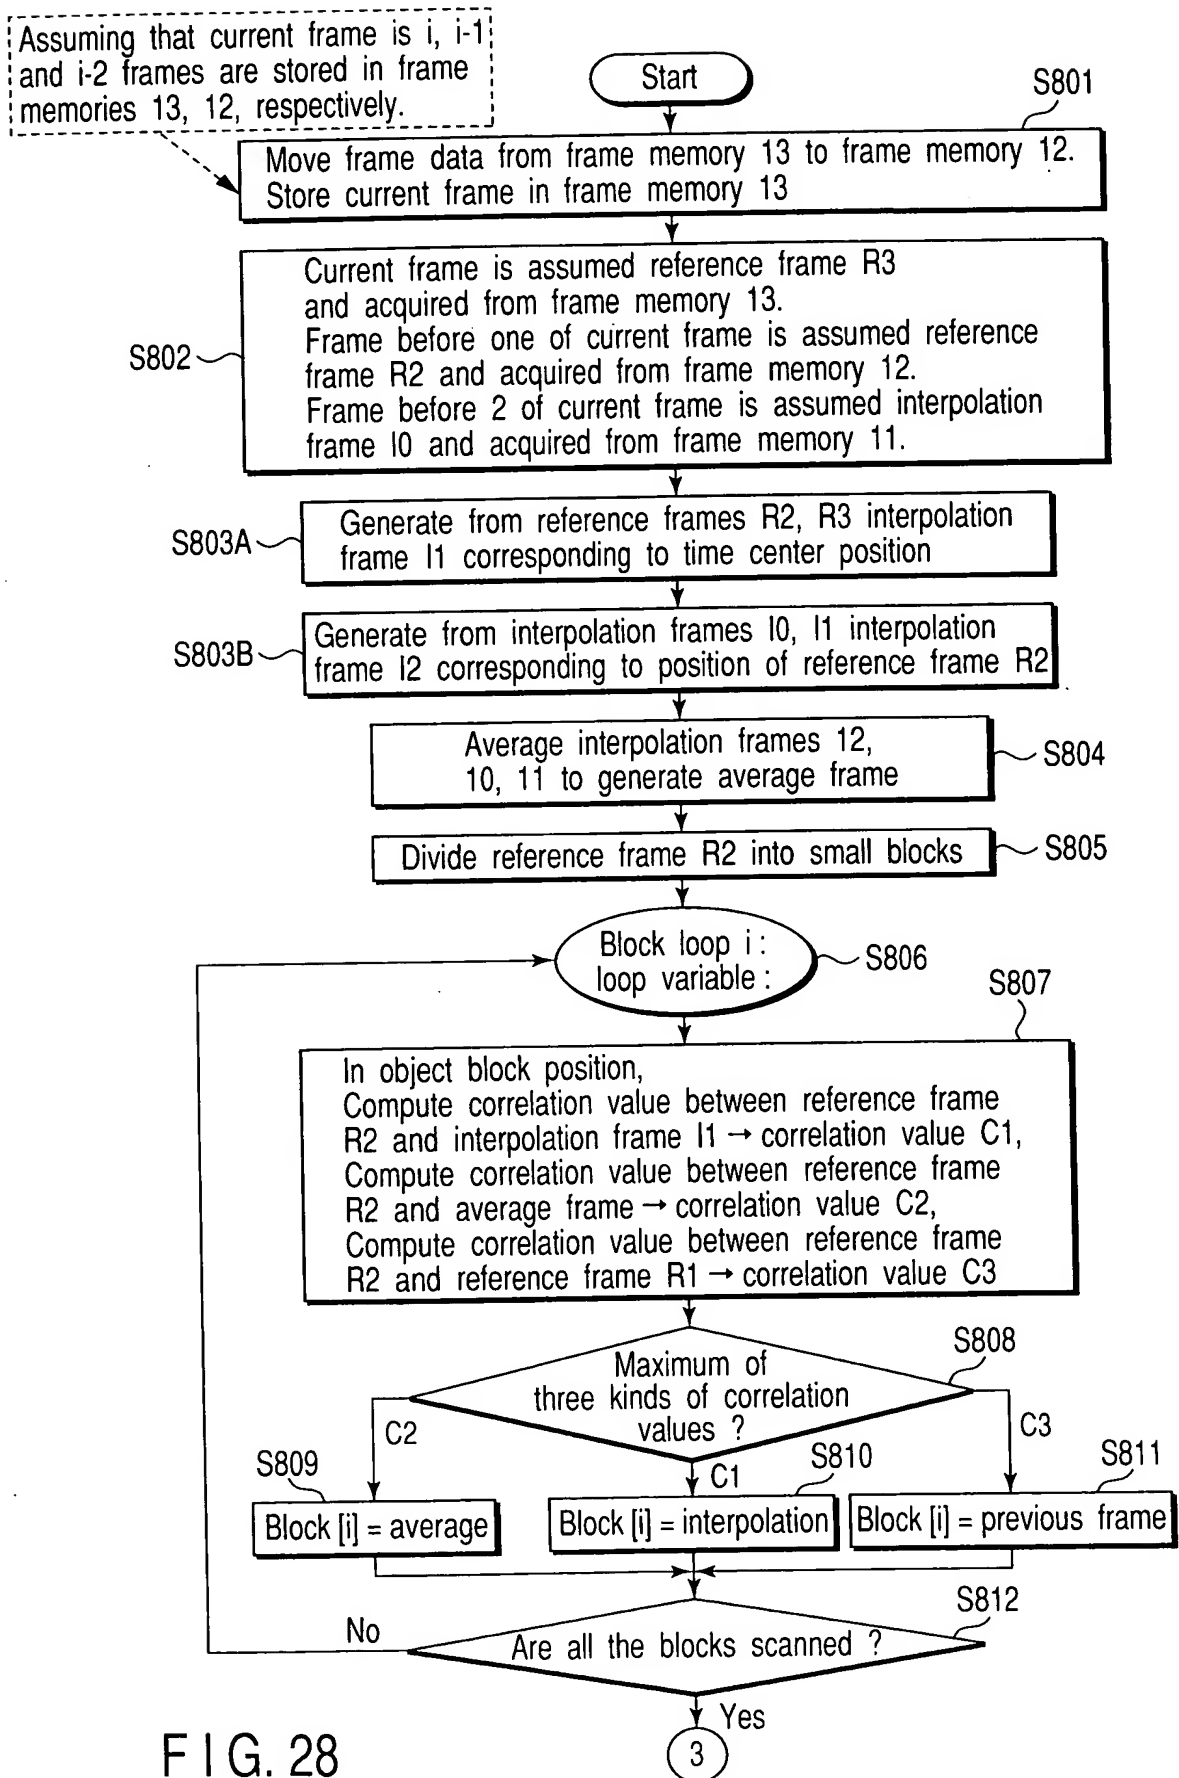 Assuming that current frame is i, i-1
and i-2 frames are stored in frame
memories 13, 12, respectively.
Start
S801
Move frame data from frame memory 13 to frame memory 12.
Store current frame in frame memory 13
S802
Current frame is assumed reference frame R3
and acquired from frame memory 13.
Frame before one of current frame is assumed reference
frame R2 and acquired from frame memory 12.
Frame before 2 of current frame is assumed interpolation
frame I0 and acquired from frame memory 11.
S803A
Generate from reference frames R2, R3 interpolation
frame I1 corresponding to time center position
S803B
Generate from interpolation frames I0, I1 interpolation
frame I2 corresponding to position of reference frame R2
Average interpolation frames 12,
10, 11 to generate average frame
S804
Divide reference frame R2 into small blocks
S805
Block loop i :
loop variable :
S806
S807
In object block position,
Compute correlation value between reference frame
R2 and interpolation frame I1 → correlation value C1,
Compute correlation value between reference frame
R2 and average frame → correlation value C2,
Compute correlation value between reference frame
R2 and reference frame R1 → correlation value C3
S808
Maximum of
three kinds of correlation
values ?
C2
C1
C3
S809
Block [i] = average
S810
Block [i] = interpolation
S811
Block [i] = previous frame
S812
Are all the blocks scanned ?
No
Yes
3
FIG. 28